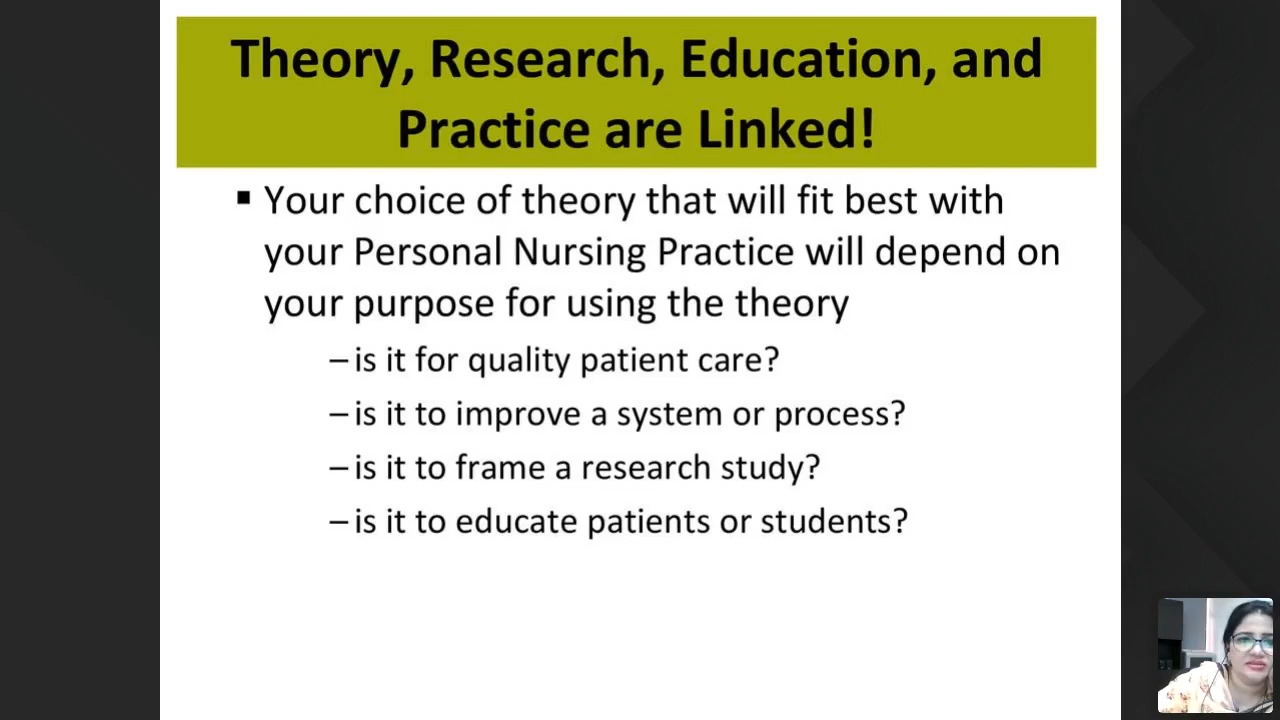 Theory, Research, Education, and
Practice are Linked!
▪ Your choice of theory that will fit best with
your Personal Nursing Practice will depend on
your purpose for using the theory
– is it for quality patient care?
– is it to improve a system or process?
– is it to frame a research study?
– is it to educate patients or students?